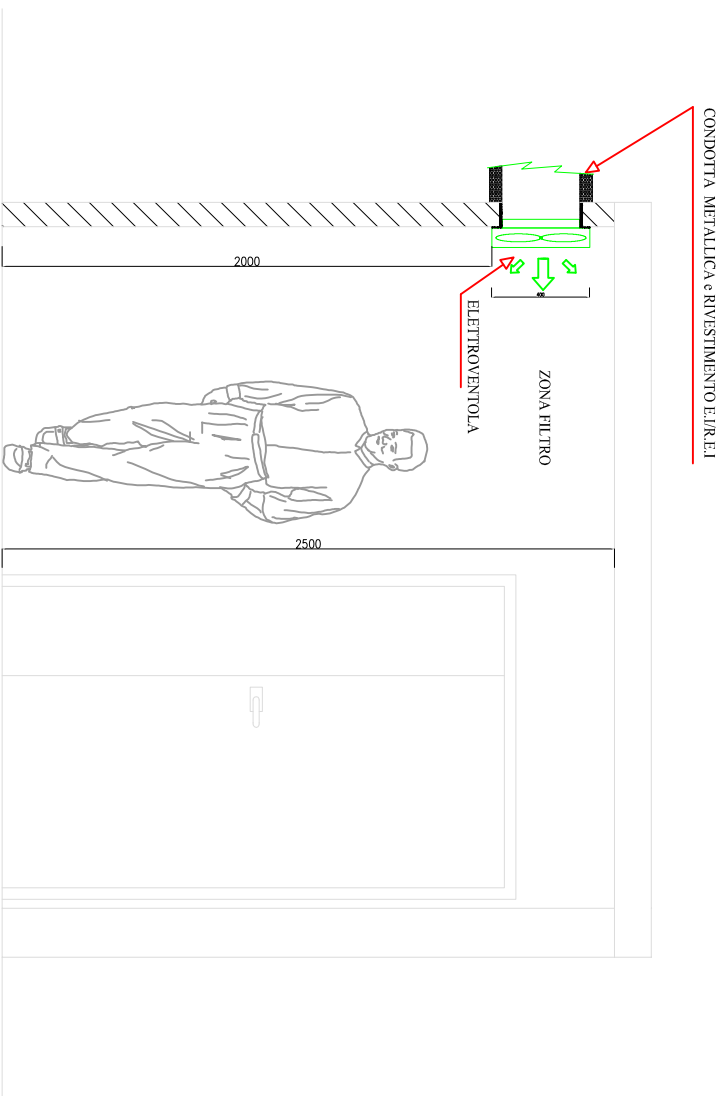 CONDOTTA METALLICA e RIVESTIMENTO E.I/R.E.I
2000
400
ELETTROVENTOLA
ZONA FILTRO
2500